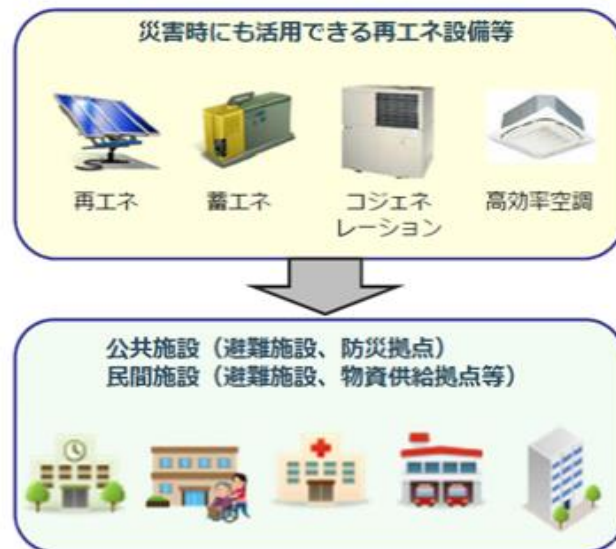 災害時にも活用できる再エネ設備等
再エネ
蓄エネ
コジェネ
レーション
高効率空調
公共施設（避難施設、防災拠点）
民間施設（避難施設、物資供給拠点等）